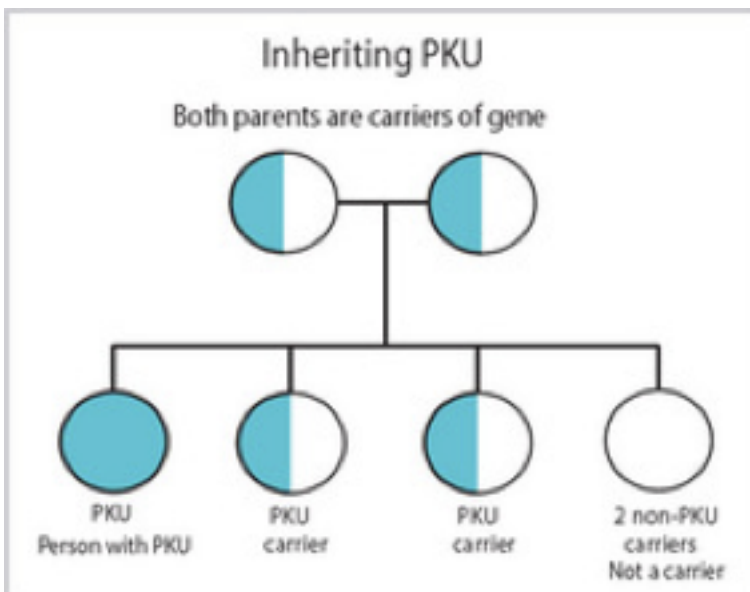 Inheriting PKU
Both parents are carriers of gene
PKU
Person with PKU
PKU
carrier
PKU
carrier
2 non-PKU
carriers
Not a carrier